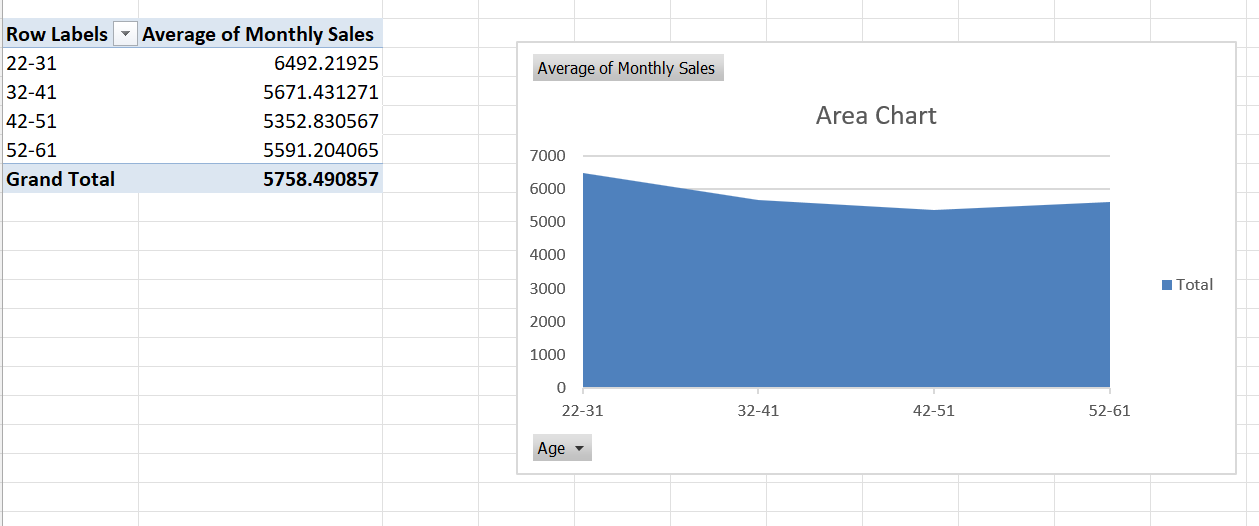 Row Labels Average of Monthly Sales
22-31 6492.21925
32-41 5671.431271
42-51 5352.830567
52-61 5591.204065
Grand Total 5758.490857
Average of Monthly Sales
Area Chart
7000
6000
5000
4000
3000
2000
1000
0
22-31 32-41 42-51 52-61
Total
Age